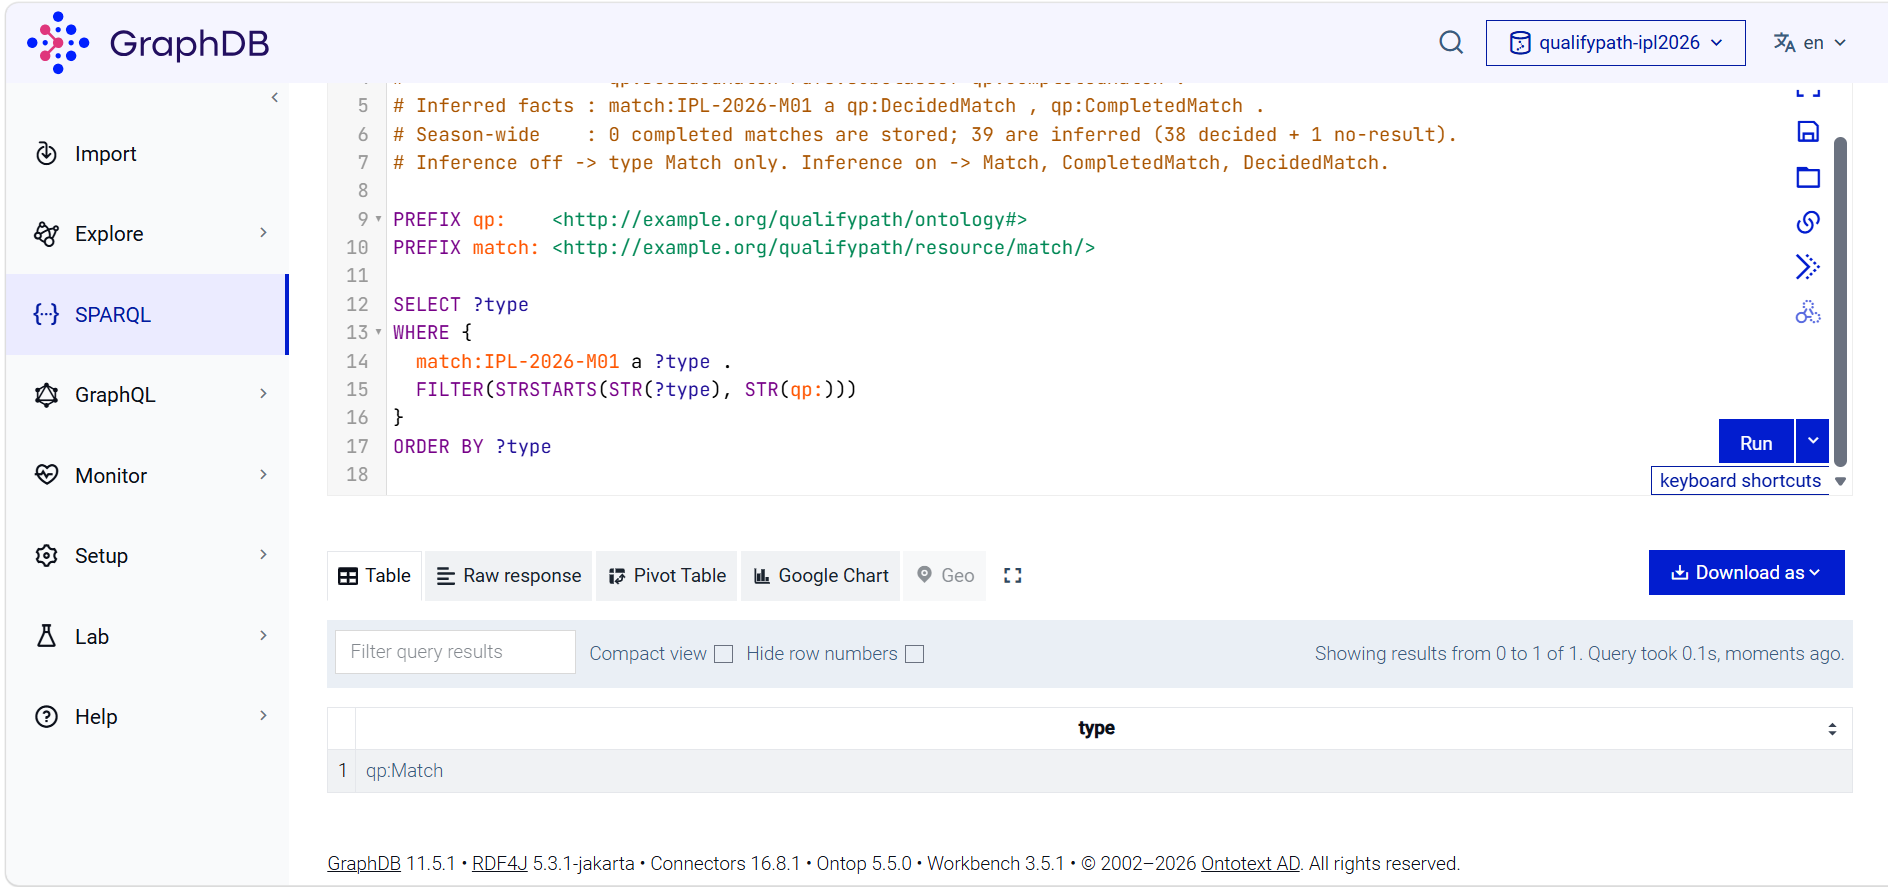 GraphDB
qualifypath-ipl2026
en
Import
Explore
SPARQL
GraphQL
Monitor
Setup
Lab
Help
5 # Inferred facts : match:IPL-2026-M01 a qp:DecidedMatch , qp:CompletedMatch .
6 # Season-wide    : 0 completed matches are stored; 39 are inferred (38 decided + 1 no-result).
7 # Inference off -> type Match only. Inference on -> Match, CompletedMatch, DecidedMatch.
8
9 PREFIX qp:    <http://example.org/qualifypath/ontology#>
10 PREFIX match: <http://example.org/qualifypath/resource/match/>
11
12 SELECT ?type
13 WHERE {
14   match:IPL-2026-M01 a ?type .
15   FILTER(STRSTARTS(STR(?type), STR(qp:)))
16 }
17 ORDER BY ?type
18
Run
keyboard shortcuts
Table Raw response Pivot Table Google Chart Geo
Download as
Filter query results Compact view Hide row numbers Showing results from 0 to 1 of 1. Query took 0.1s, moments ago.
type
1 qp:Match
GraphDB 11.5.1 • RDF4J 5.3.1-jakarta • Connectors 16.8.1 • Ontop 5.5.0 • Workbench 3.5.1 • © 2002–2026 Ontotext AD. All rights reserved.